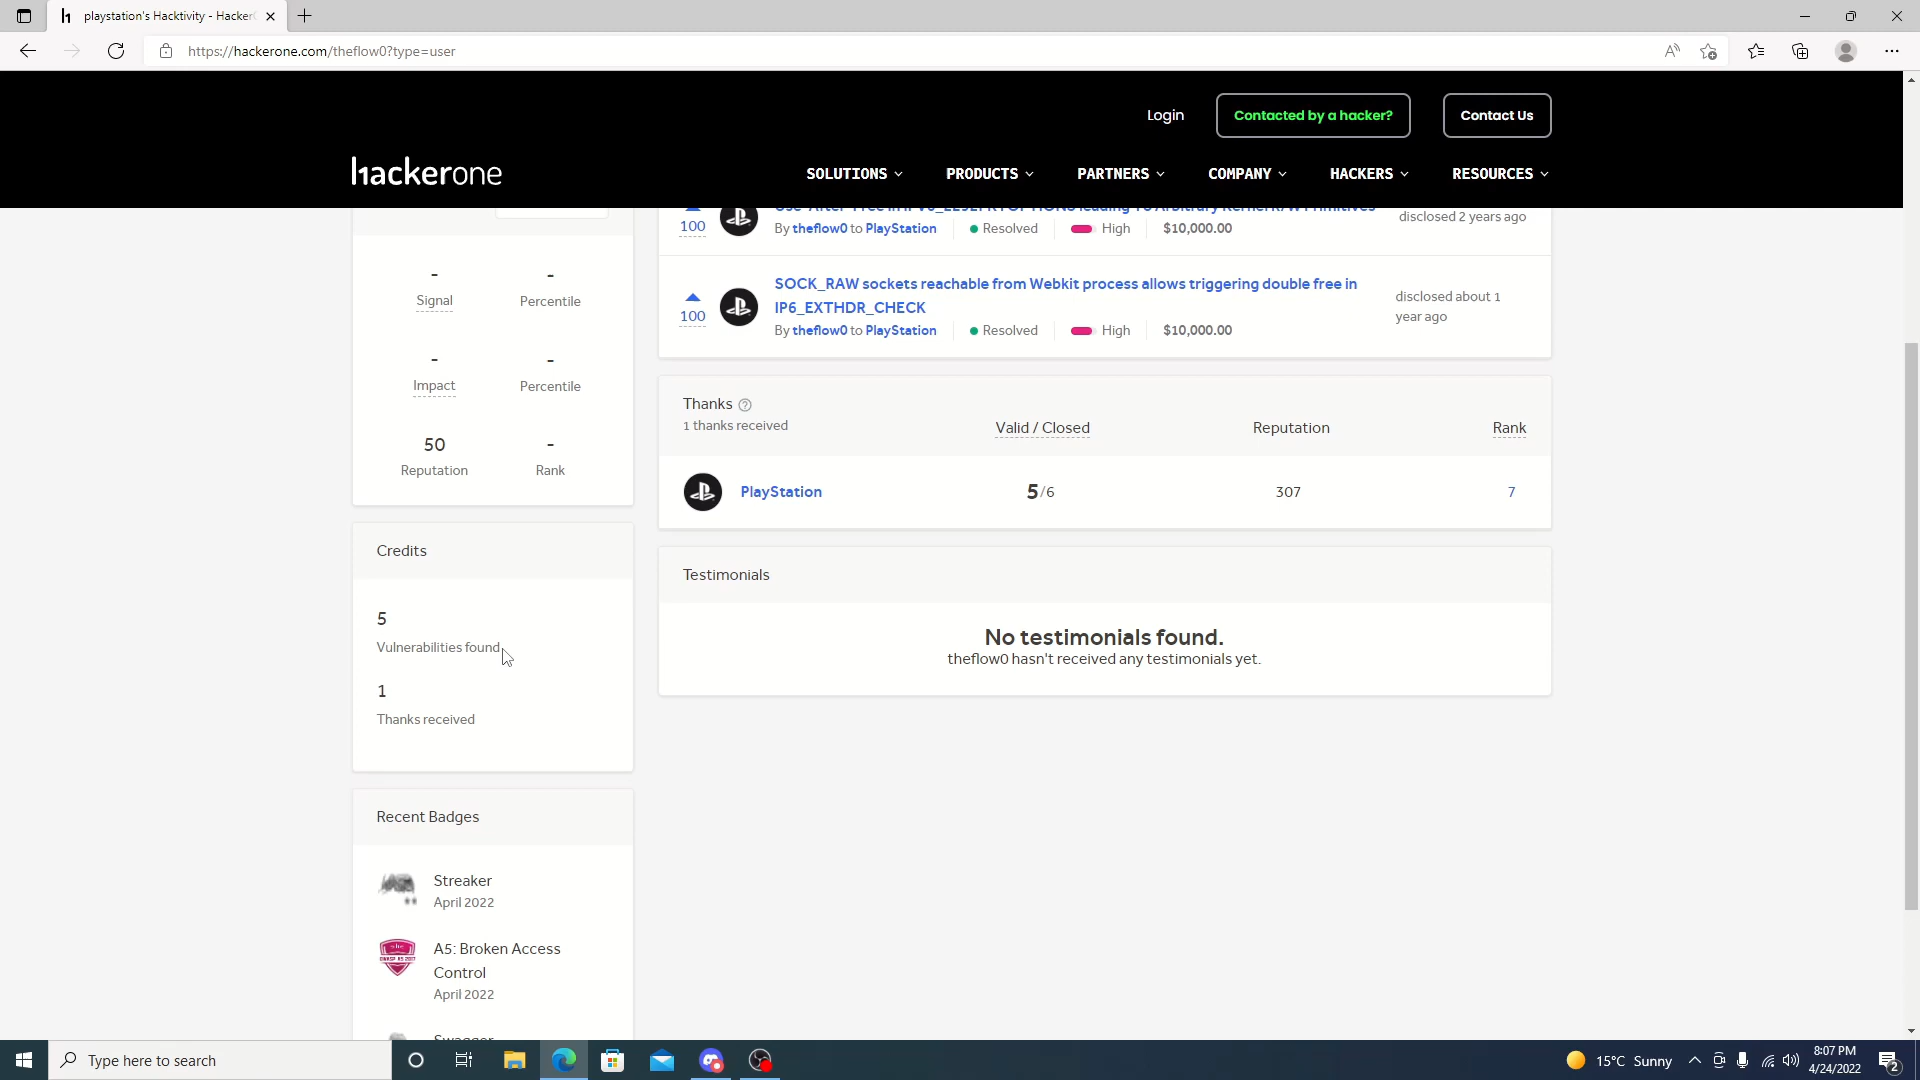 playstation's Hacktivity - Hacker
https://hackerone.com/theflow0?type=user
Login
Contacted by a hacker?
Contact Us
hackerone
SOLUTIONS
PRODUCTS
PARTNERS
COMPANY
HACKERS
RESOURCES
100
By theflow0 to PlayStation
Resolved
High
$10,000.00
disclosed 2 years ago
SOCK_RAW sockets reachable from Webkit process allows triggering double free in
IP6_EXTHDR_CHECK
100
By theflow0 to PlayStation
Resolved
High
$10,000.00
disclosed about 1
year ago
-
Signal
-
Percentile
-
Impact
-
Percentile
50
Reputation
-
Rank
Thanks
1 thanks received
Valid / Closed
Reputation
Rank
PlayStation
5/6
307
7
Credits
5
Vulnerabilities found
1
Thanks received
Testimonials
No testimonials found.
theflow0 hasn't received any testimonials yet.
Recent Badges
Streaker
April 2022
A5: Broken Access
Control
April 2022
Type here to search
15°C Sunny
8:07 PM
4/24/2022
2